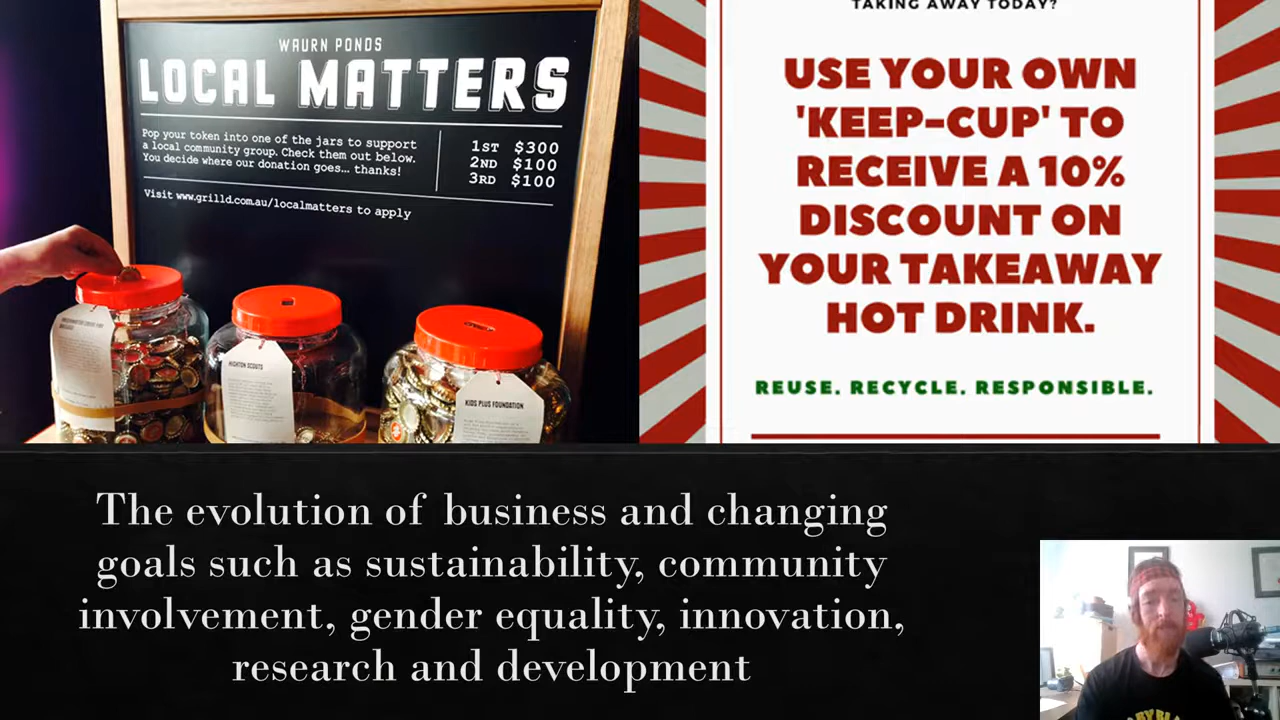 WAURN PONDS
LOCAL MATTERS
Pop your token into one of the jars to support
a local community group. Check them out below.
You decide where our donation goes... thanks!
1ST $300
2ND $100
3RD $100
Visit www.grilld.com.au/localmatters to apply
HIGHTON SCOUTS
KIDS PLUS FOUNDATION
TAKING AWAY TODAY?
USE YOUR OWN
'KEEP-CUP' TO
RECEIVE A 10%
DISCOUNT ON
YOUR TAKEAWAY
HOT DRINK.
REUSE. RECYCLE. RESPONSIBLE.
The evolution of business and changing
goals such as sustainability, community
involvement, gender equality, innovation,
research and development